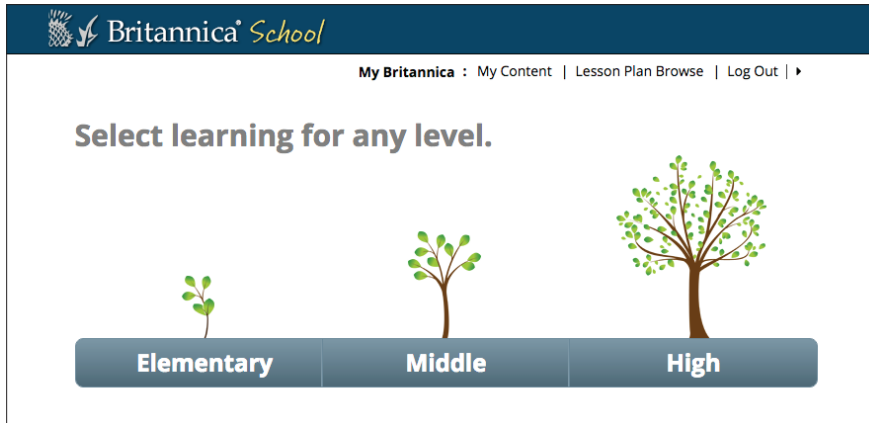 Britannica® School
My Britannica : My Content | Lesson Plan Browse | Log Out |
Select learning for any level.
Elementary Middle High